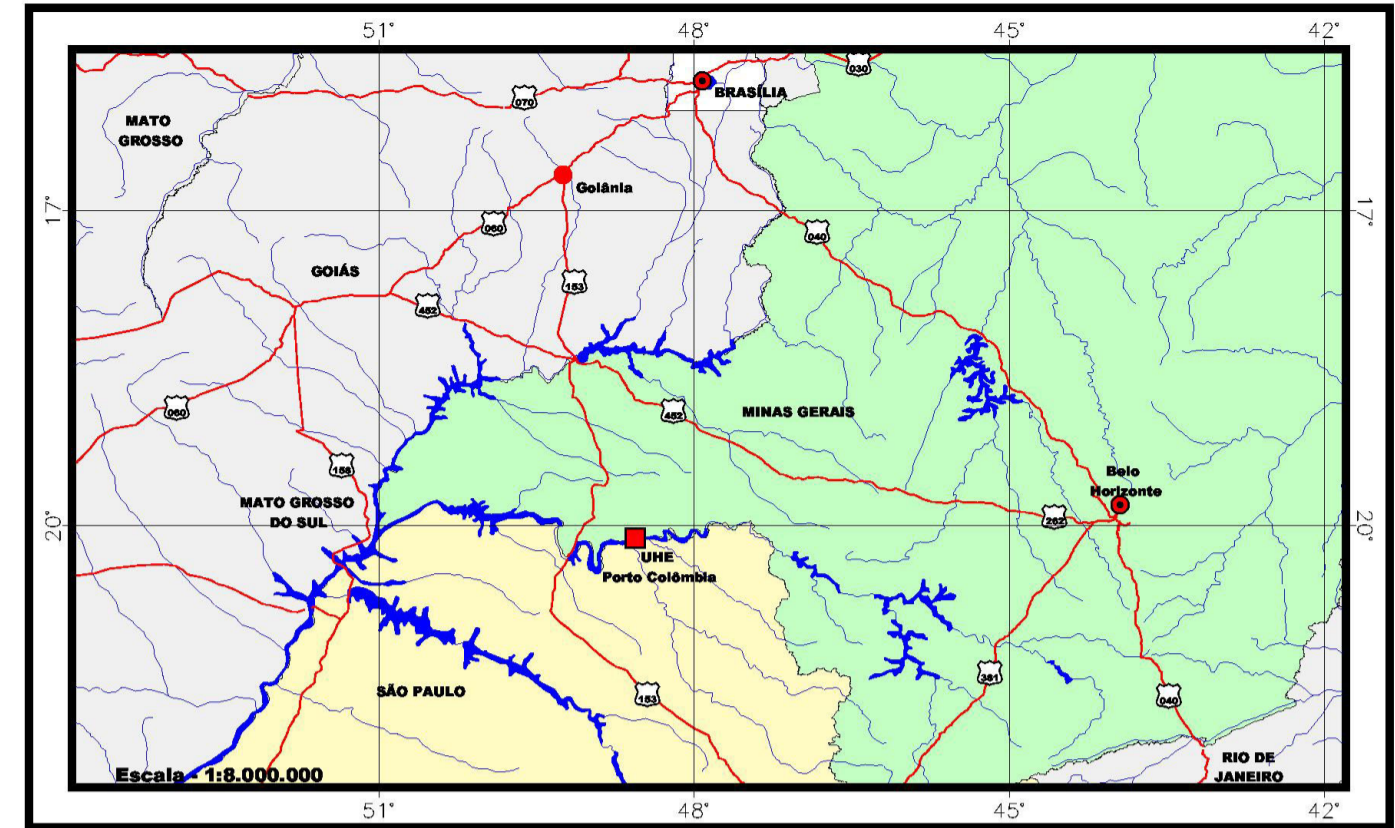 51°
48°
45°
42°
030
BRASÍLIA
070
MATO
GROSSO
Goiânia
17°
17°
060
040
GOIÁS
153
452
060
452
MINAS GERAIS
158
Belo
Horizonte
MATO GROSSO
DO SUL
262
20°
20°
UHE
Porto Colômbia
381
SÃO PAULO
153
040
RIO DE
JANEIRO
Escala - 1:8.000.000
51°
48°
45°
42°